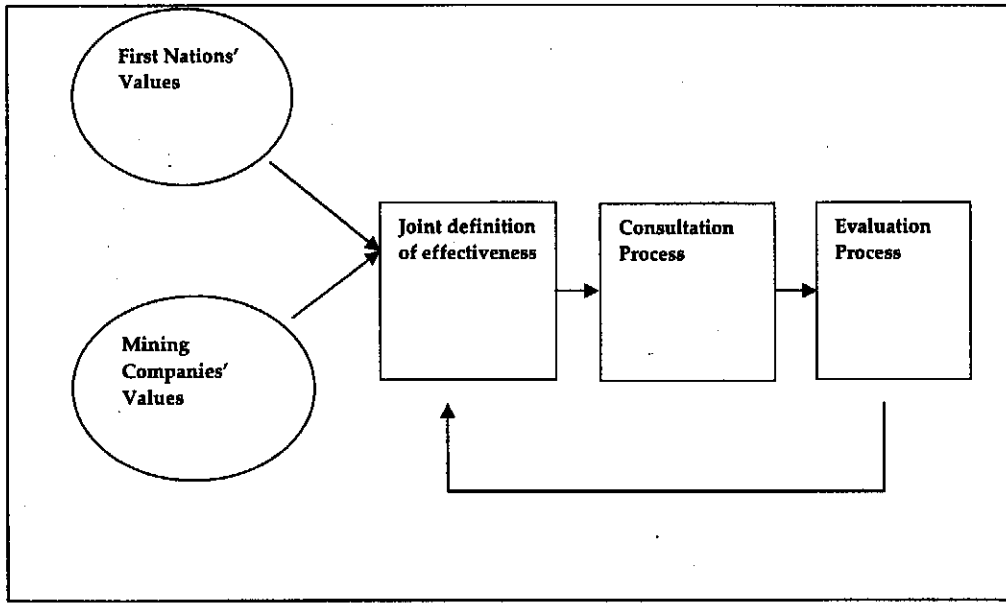 First Nations'
Values
Joint definition
of effectiveness
Consultation
Process
Evaluation
Process
Mining
Companies'
Values